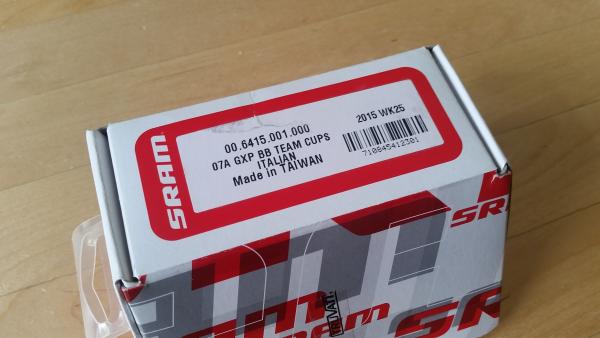 SRAM
00.6415.001.000
07A GXP BB TEAM CUPS
ITALIAN
Made in TAIWAN
2015 WK25
710845412301